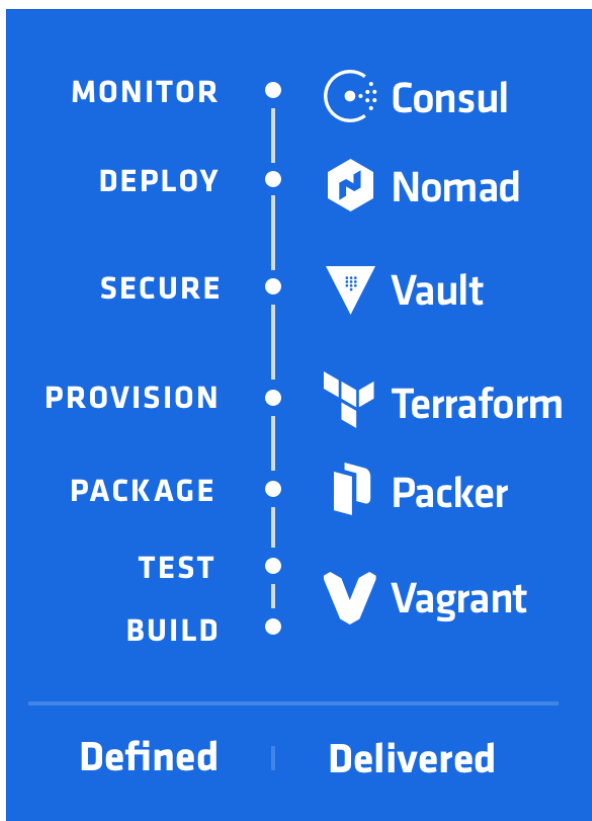 MONITOR Consul
DEPLOY Nomad
SECURE Vault
PROVISION Terraform
PACKAGE Packer
TEST
Vagrant
BUILD
Defined Delivered